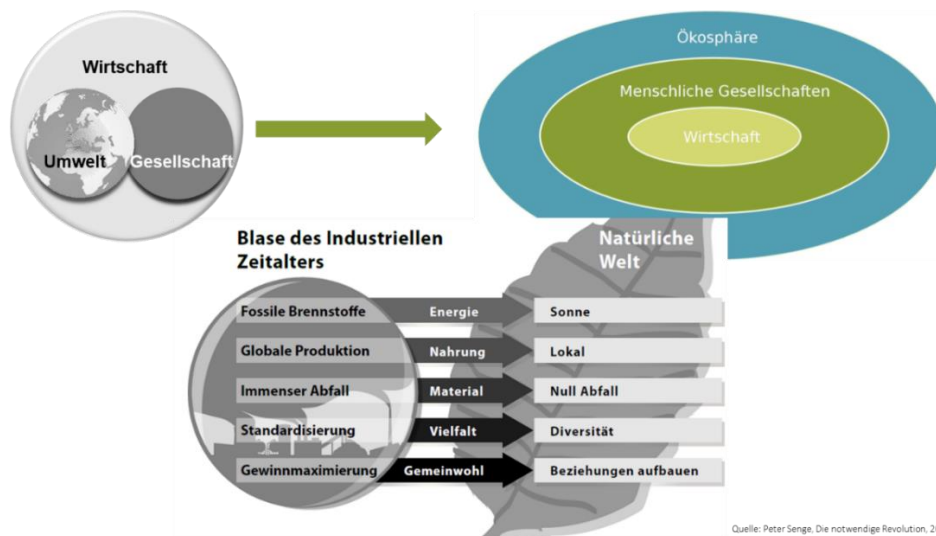 Wirtschaft
Umwelt
Gesellschaft
Ökosphäre
Menschliche Gesellschaften
Wirtschaft
Blase des Industriellen
Zeitalters
Natürliche
Welt
Fossile Brennstoffe Energie Sonne
Globale Produktion Nahrung Lokal
Immenser Abfall Material Null Abfall
Standardisierung Vielfalt Diversität
Gewinnmaximierung Gemeinwohl Beziehungen aufbauen
Quelle: Peter Senge, Die notwendige Revolution,